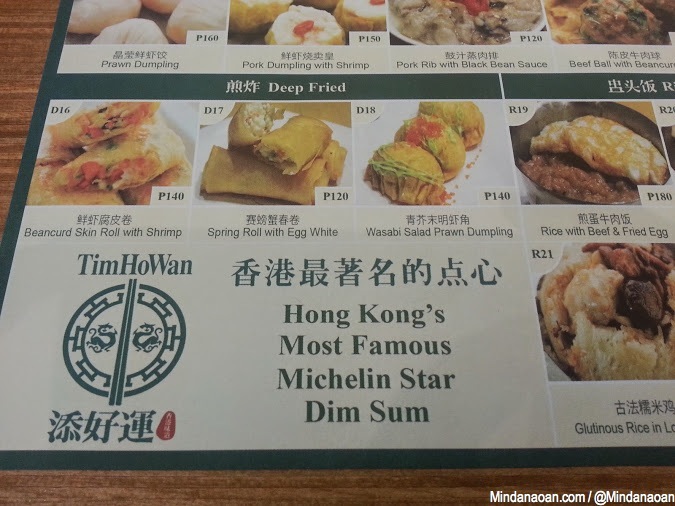 P160
P150
P120
晶莹鲜虾饺
Prawn Dumpling
鲜虾烧卖皇
Pork Dumpling with Shrimp
鼓汁蒸肉排
Pork Rib with Black Bean Sauce
陈皮牛肉球
Beef Ball with Beancurd
煎炸 Deep Fried
D16
P140
D17
P120
D18
P140
R19
P180
鲜虾腐皮卷
Beancurd Skin Roll with Shrimp
赛螃蟹春卷
Spring Roll with Egg White
青芥末明虾角
Wasabi Salad Prawn Dumpling
煎蛋牛肉饭
Rice with Beef & Fried Egg
R21
古法糯米鸡
Glutinous Rice in Lo
TimHoWan
添好運
香港最著名的点心
Hong Kong's
Most Famous
Michelin Star
Dim Sum
Mindanaoan.com / @Mindanaoan